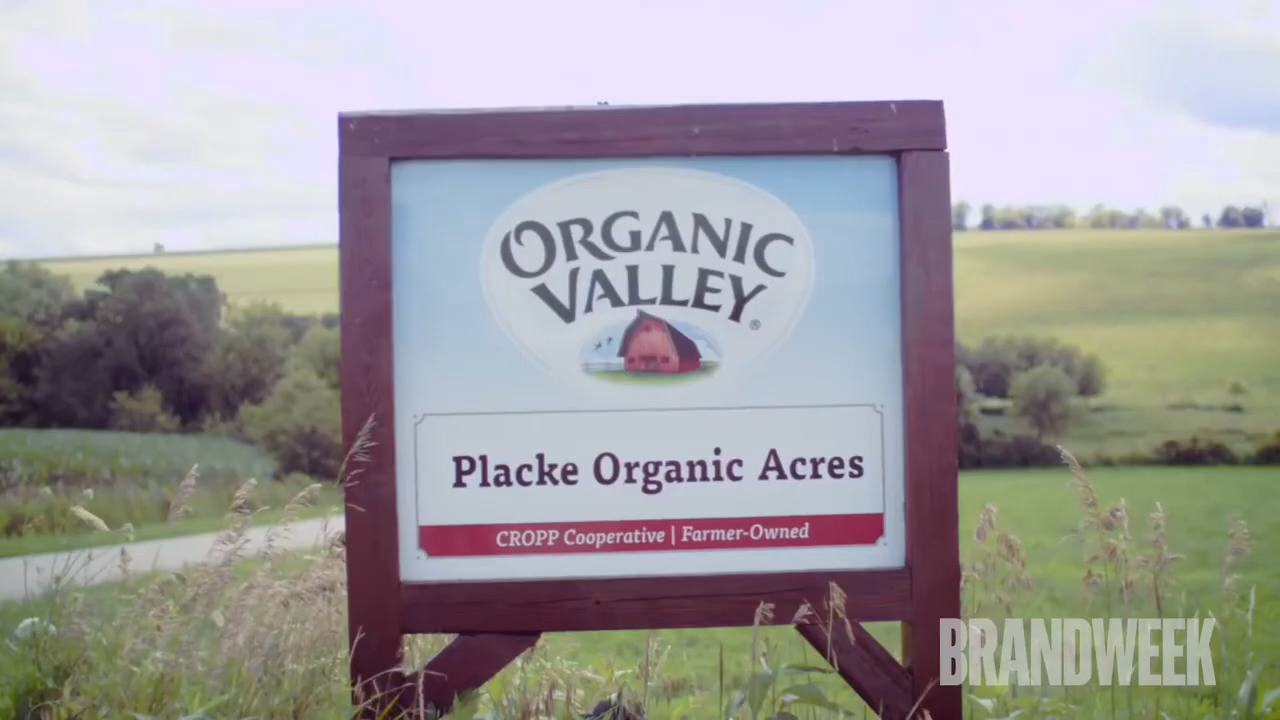 ORGANIC
VALLEY®
Placke Organic Acres
CROPP Cooperative | Farmer-Owned
BRANDWEEK